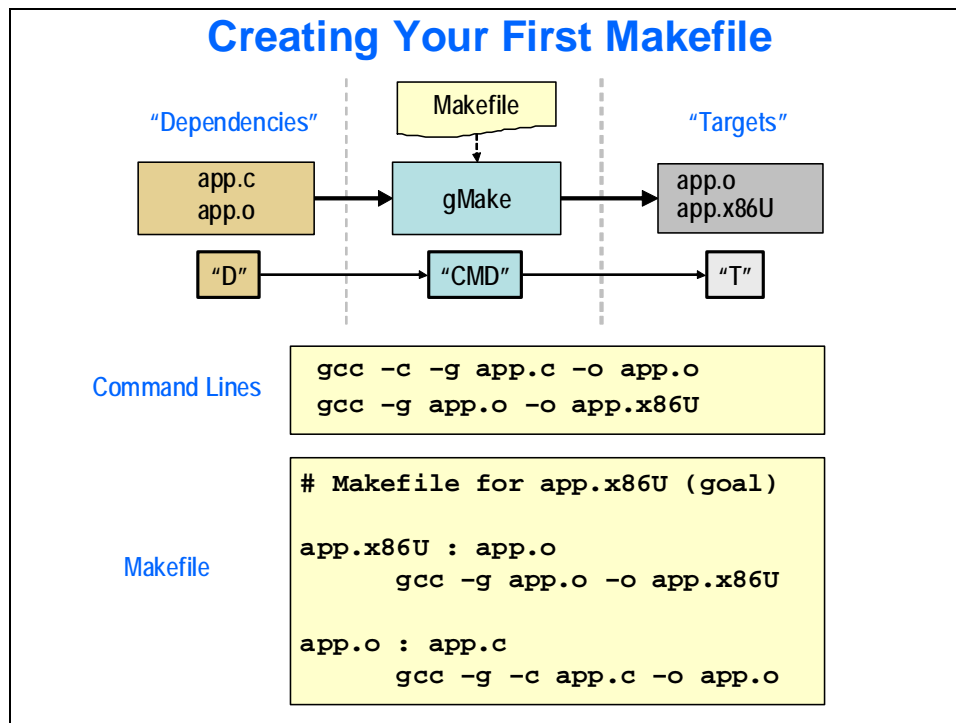 Creating Your First Makefile
“Dependencies”
Makefile
“Targets”
app.c
app.o
gMake
app.o
app.x86U
“D”
“CMD”
“T”
Command Lines
gcc –c -g app.c –o app.o
gcc –g app.o –o app.x86U
Makefile
# Makefile for app.x86U (goal)
app.x86U : app.o
gcc –g app.o –o app.x86U
app.o : app.c
gcc –g -c app.c –o app.o